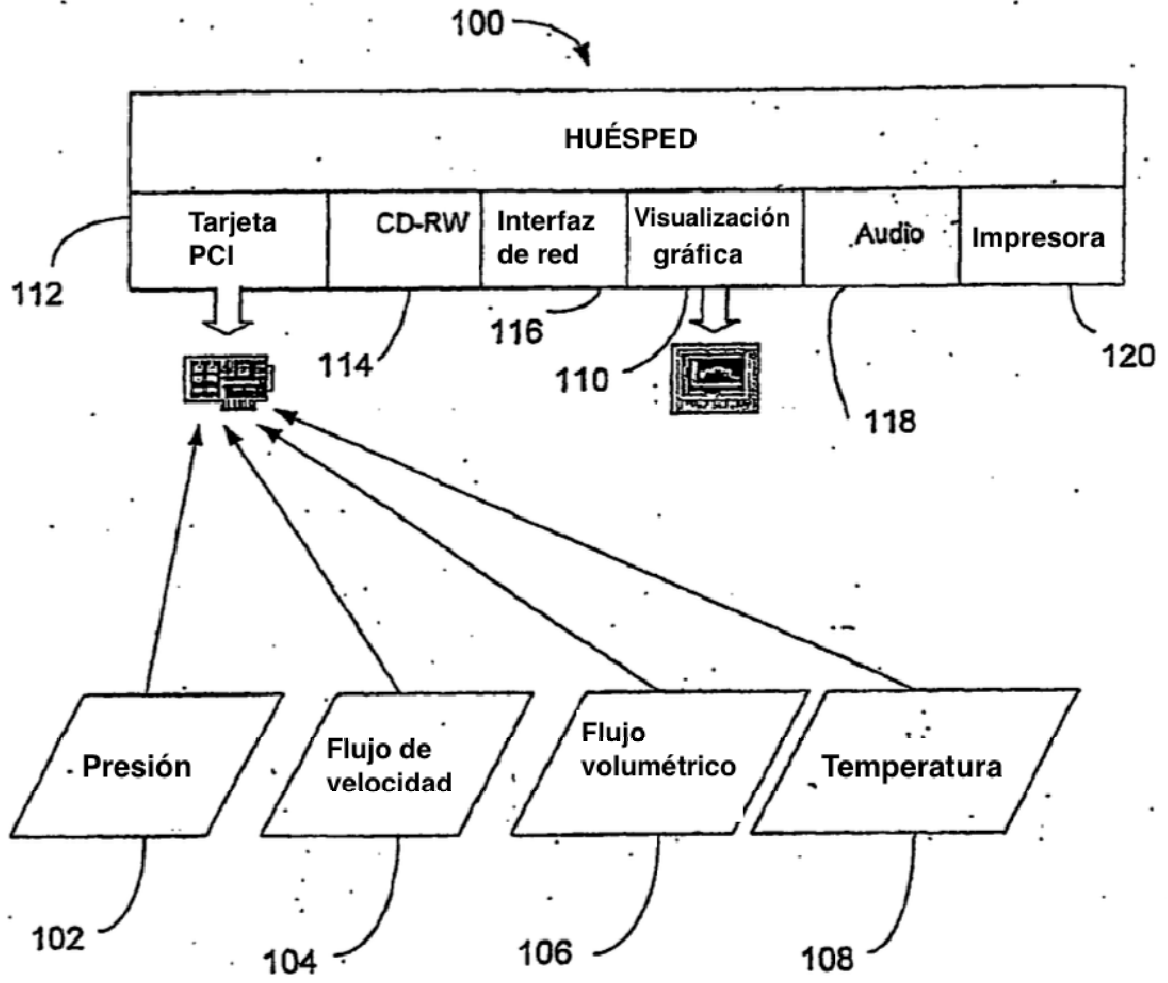 100
HUÉSPED
Tarjeta
PCI
CD-RW
Interfaz
de red
Visualización
gráfica
Audio
Impresora
112
114
116
110
118
120
Presión
Flujo de
velocidad
Flujo
volumétrico
Temperatura
102
104
106
108